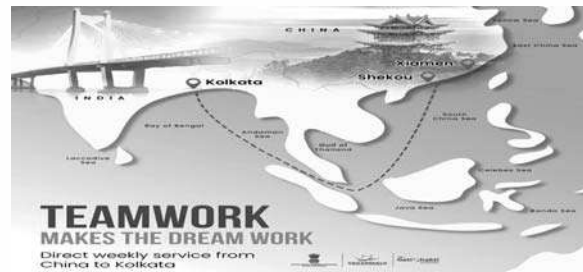 CHINA
Korea Sea
East China Sea
Xiamen
Shekou
Kolkata
INDIA
South
China Sea
Bay of Bengal
Andaman
Sea
Gulf of
Thailand
Laccadive
Sea
Celebes Sea
Java Sea
Banda Sea
TEAMWORK
MAKES THE DREAM WORK
Direct weekly service from
China to Kolkata